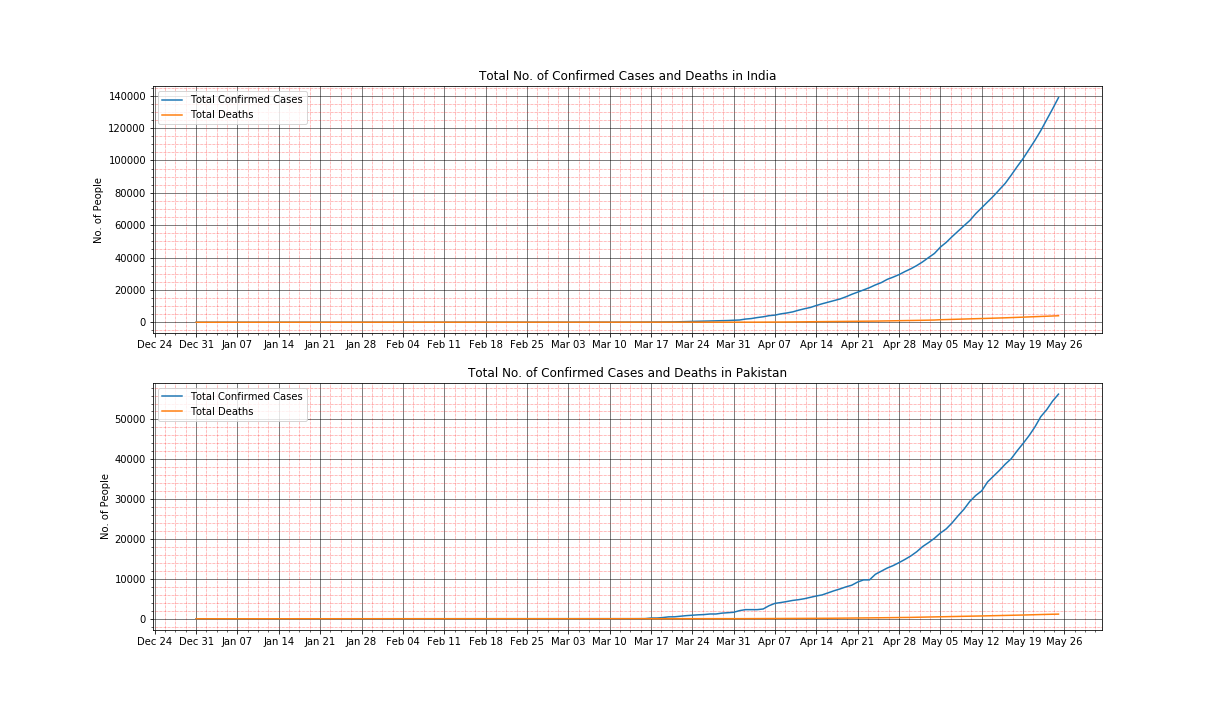 Total No. of Confirmed Cases and Deaths in India
Total Confirmed Cases
Total Deaths
No. of People
140000
120000
100000
80000
60000
40000
20000
0
Dec 24 Dec 31 Jan 07 Jan 14 Jan 21 Jan 28 Feb 04 Feb 11 Feb 18 Feb 25 Mar 03 Mar 10 Mar 17 Mar 24 Mar 31 Apr 07 Apr 14 Apr 21 Apr 28 May 05 May 12 May 19 May 26
Total No. of Confirmed Cases and Deaths in Pakistan
Total Confirmed Cases
Total Deaths
No. of People
50000
40000
30000
20000
10000
0
Dec 24 Dec 31 Jan 07 Jan 14 Jan 21 Jan 28 Feb 04 Feb 11 Feb 18 Feb 25 Mar 03 Mar 10 Mar 17 Mar 24 Mar 31 Apr 07 Apr 14 Apr 21 Apr 28 May 05 May 12 May 19 May 26